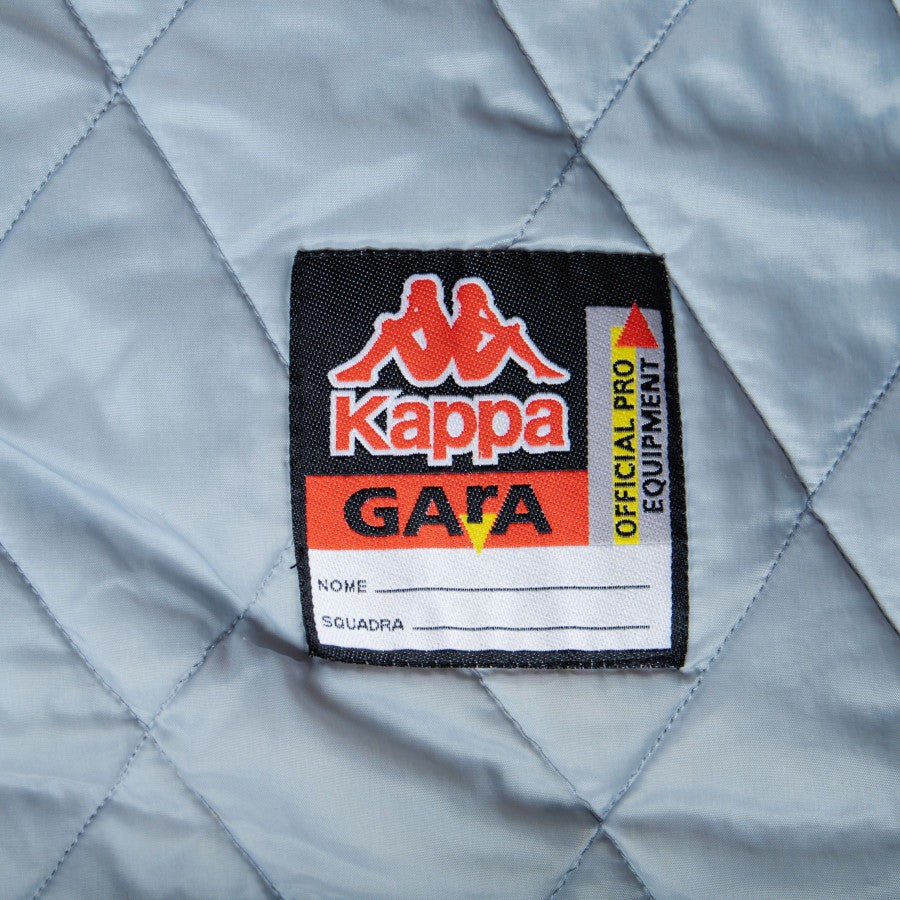 Kappa
GArA
OFFICIAL PRO
EQUIPMENT
NOME
SQUADRA